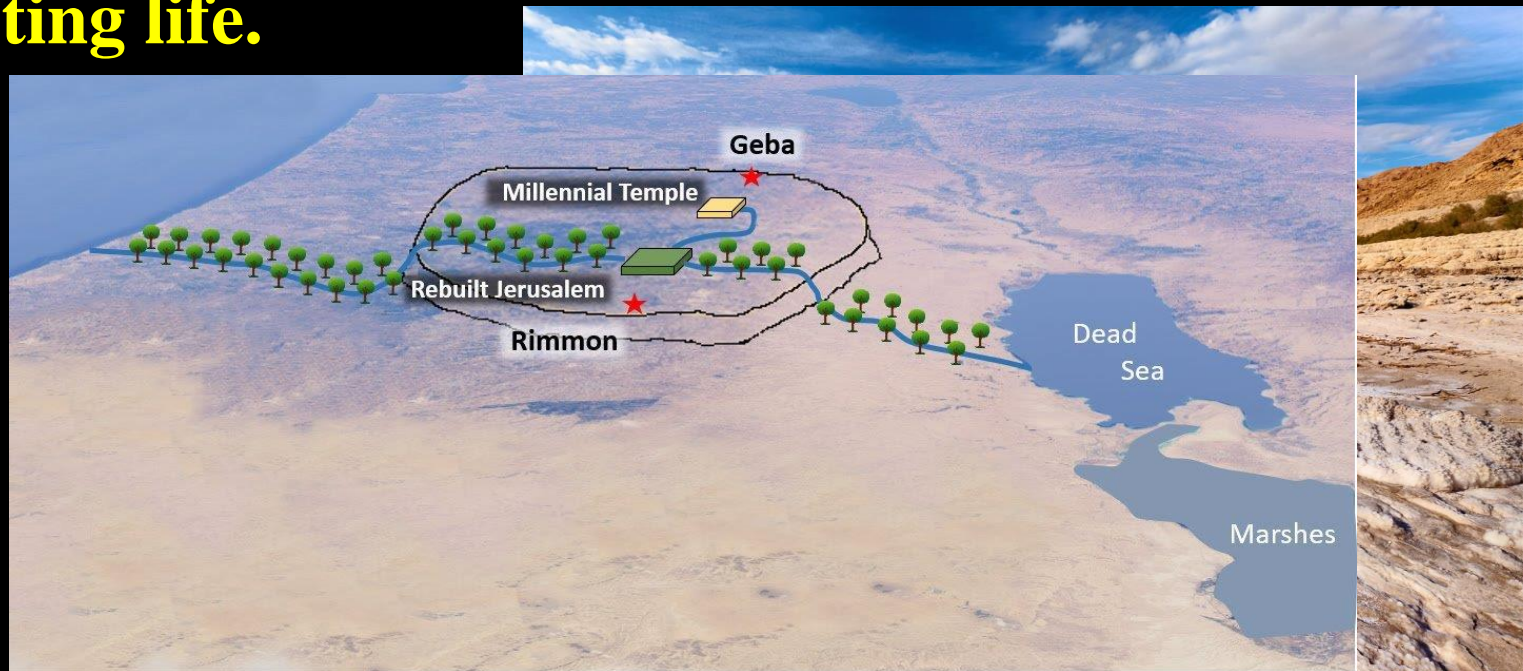 ting life.
Geba
Millennial Temple
Rebuilt Jerusalem
Rimmon
Dead
Sea
Marshes